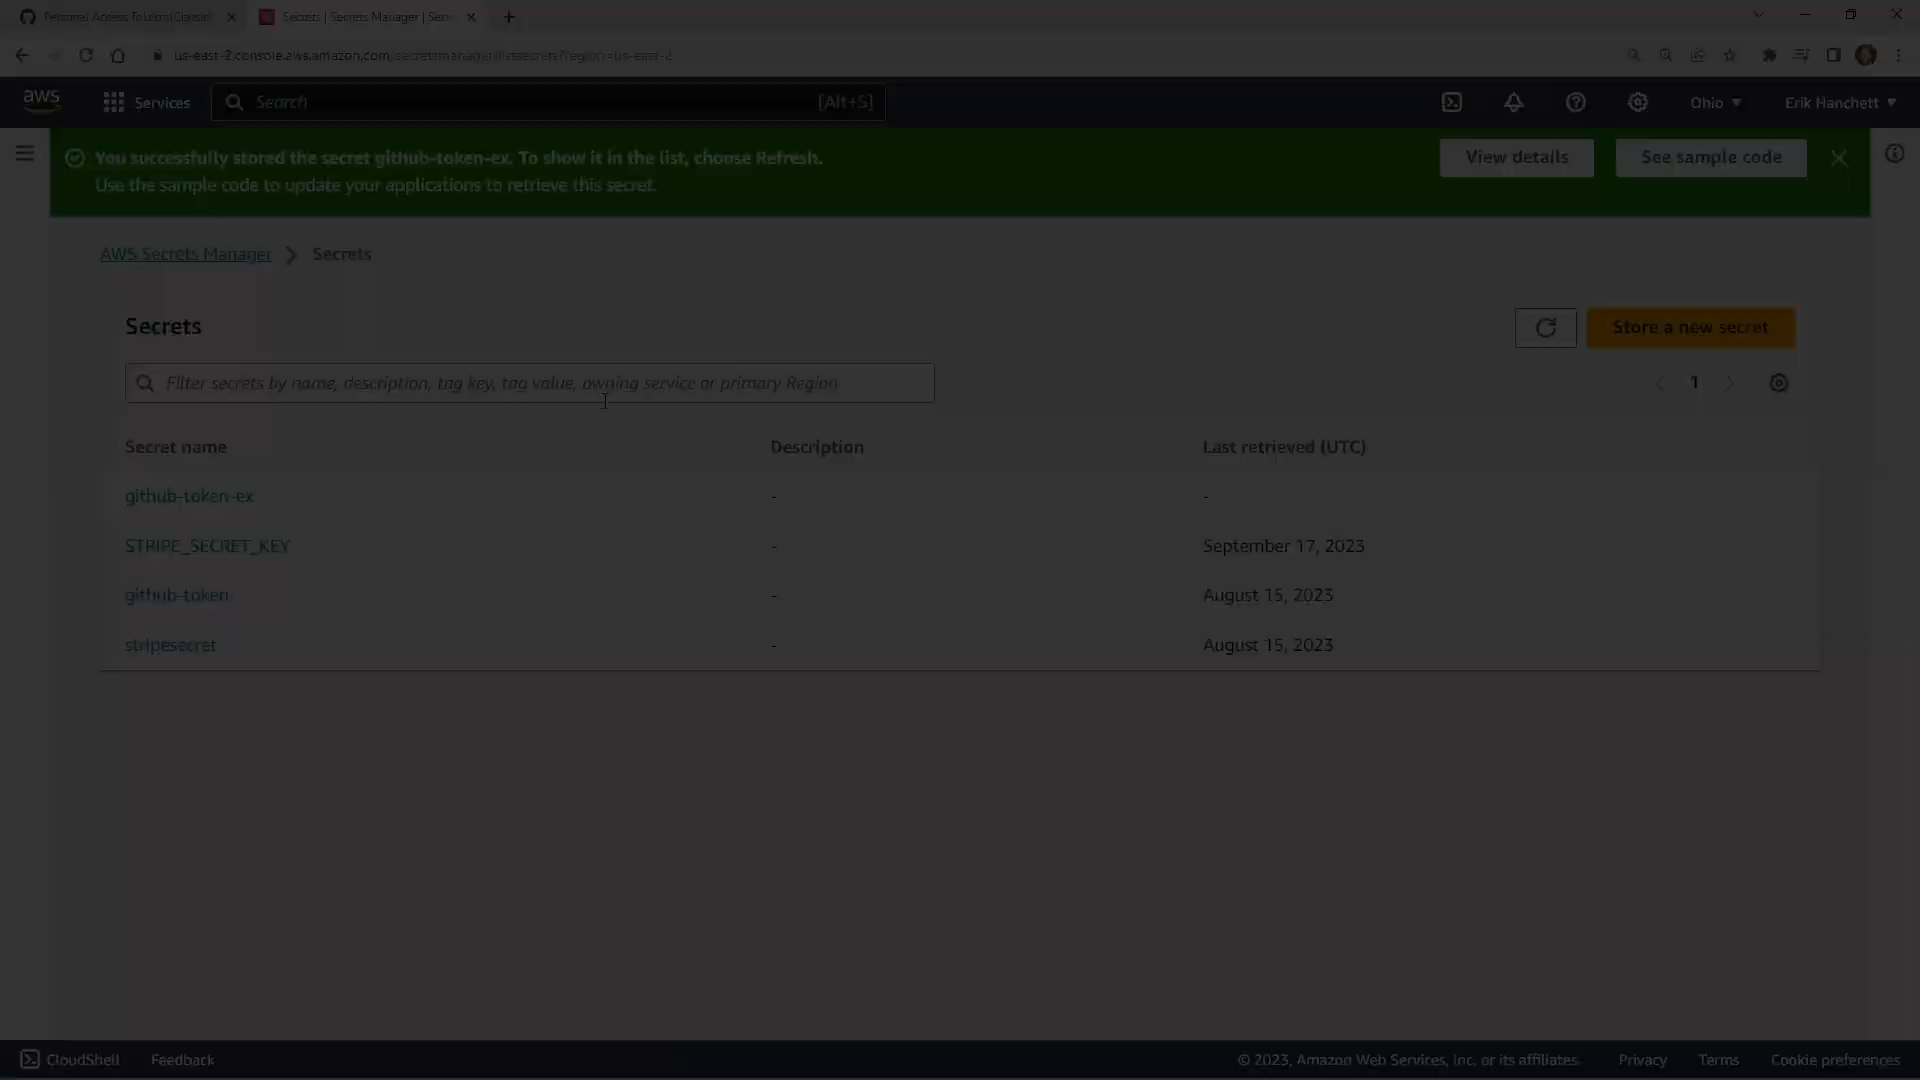 Personal Access Tokens (Classic)
Secrets | Secrets Manager | Sec
us-east-2.console.aws.amazon.com/secretsmanager/listsecrets?region=us-east-2
aws
Services
Search
[Alt+S]
Ohio
Erik Hanchett
You successfully stored the secret github-token-ex. To show it in the list, choose Refresh.
Use the sample code to update your applications to retrieve this secret.
View details
See sample code
AWS Secrets Manager
Secrets
Secrets
Store a new secret
Filter secrets by name, description, tag key, tag value, owning service or primary Region
1
Secret name
Description
Last retrieved (UTC)
github-token-ex
-
-
STRIPE_SECRET_KEY
-
September 17, 2023
github-token
-
August 15, 2023
stripesecret
-
August 15, 2023
CloudShell
Feedback
© 2023, Amazon Web Services, Inc. or its affiliates.
Privacy
Terms
Cookie preferences